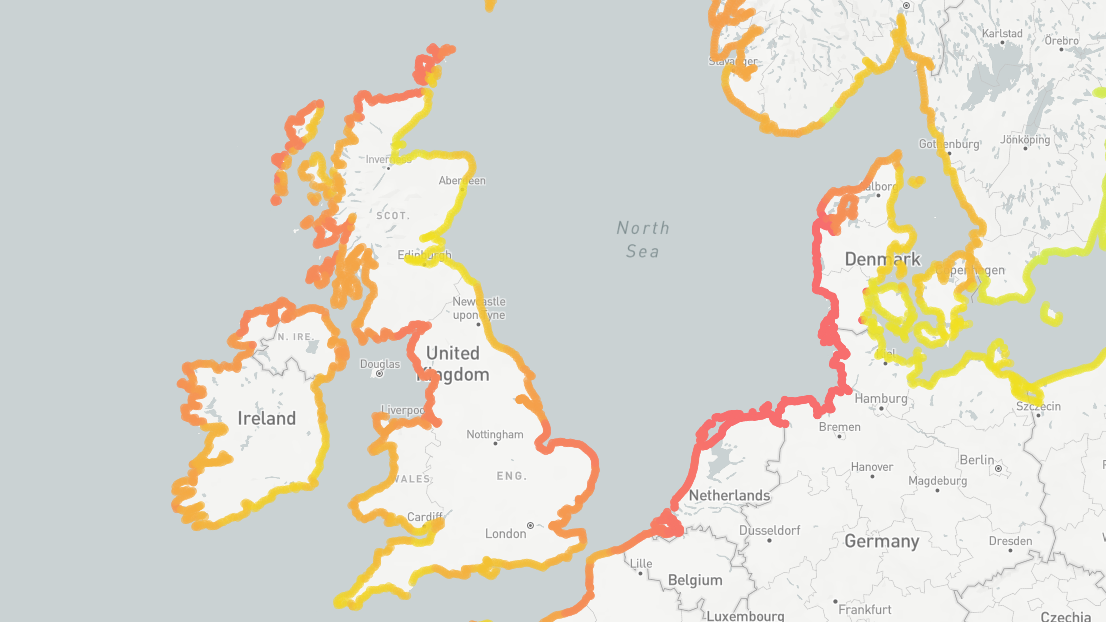 Karlstad
Örebro
Stavanger
Gothenburg
Jönköping
Inverness
Aalborg
Aberdeen
SCOT.
North
Sea
Edinburgh
Denmark
Copenhagen
Newcastle
upon Tyne
N. IRE.
United
Kingdom
Douglas
Kiel
Hamburg
Szczecin
Liverpool
Ireland
Bremen
Nottingham
Berlin
Hanover
WALES
ENG.
Magdeburg
Netherlands
Cardiff
London
Dusseldorf
Germany
Dresden
Lille
Belgium
Frankfurt
Luxembourg
Czechia